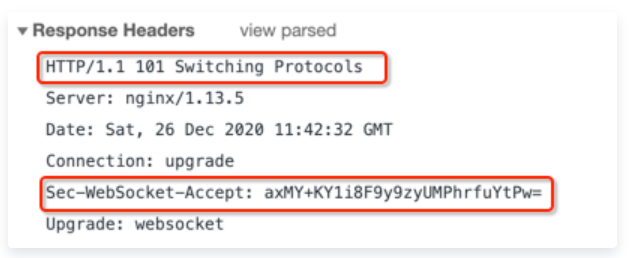 ▼ Response Headers view parsed
HTTP/1.1 101 Switching Protocols
Server: nginx/1.13.5
Date: Sat, 26 Dec 2020 11:42:32 GMT
Connection: upgrade
Sec-WebSocket-Accept: axMY+KY1i8F9y9zyUMPhrfuYtPw=
Upgrade: websocket